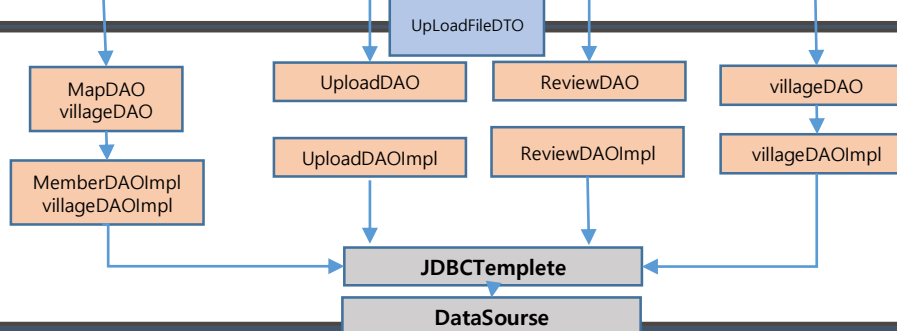 UpLoadFileDTO
MapDAO
villageDAO
UploadDAO
ReviewDAO
villageDAO
MemberDAOImpl
villageDAOImpl
UploadDAOImpl
ReviewDAOImpl
villageDAOImpl
JDBCTemplete
DataSourse